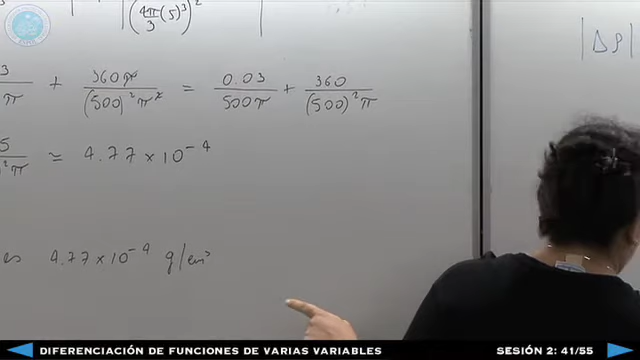 | (4π/3 (5)³)² |
|Δρ|
3/π + 360π/(500)²π² = 0.03/500π + 360/(500)²π
5/²π ≈ 4.77 × 10⁻⁴
es 4.77 × 10⁻⁴ g/cm³
DIFERENCIACIÓN DE FUNCIONES DE VARIAS VARIABLES SESIÓN 2: 41/55